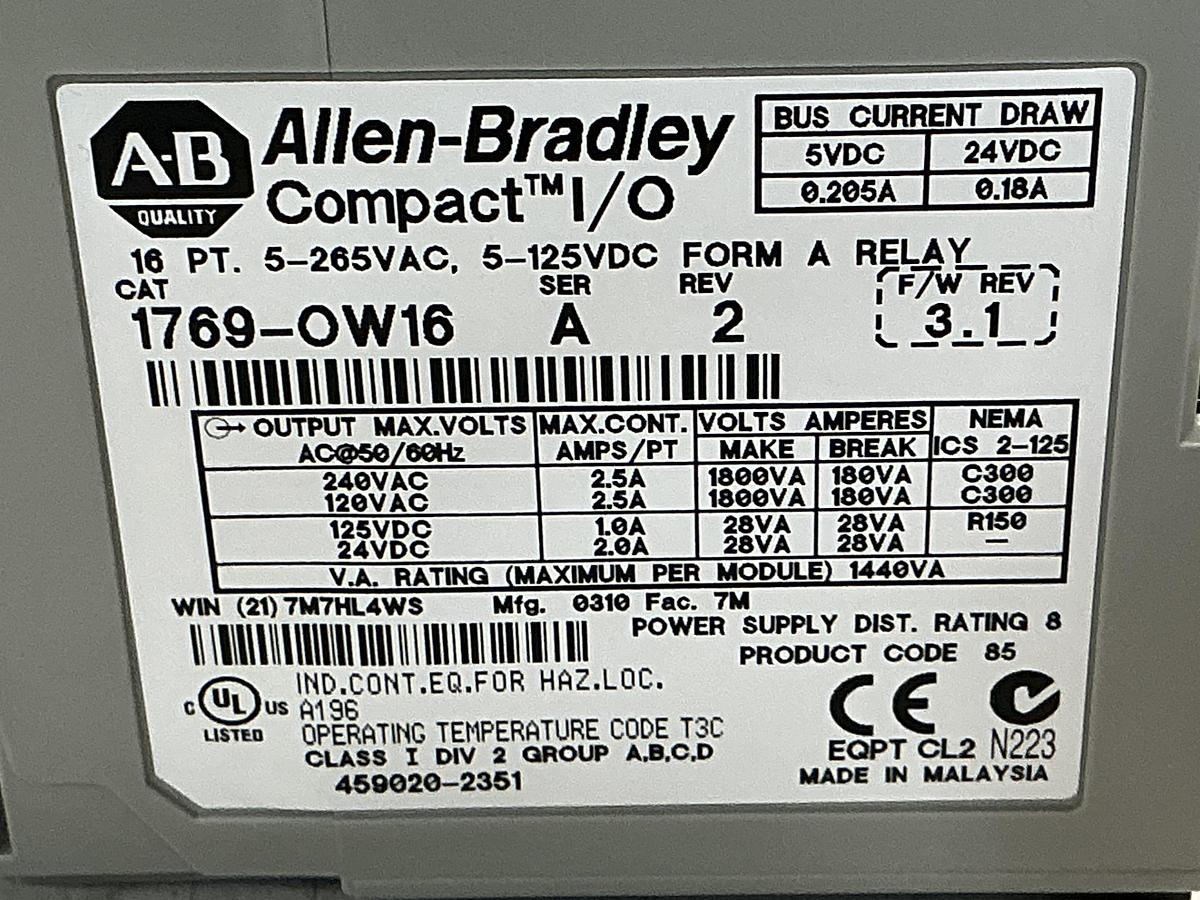 A-B
QUALITY
Allen-Bradley
Compact™ I/O
BUS CURRENT DRAW
5VDC 24VDC
0.205A 0.18A
16 PT. 5-265VAC, 5-125VDC FORM A RELAY
CAT SER REV F/W REV
1769-OW16 A 2 3.1
OUTPUT MAX.VOLTS MAX.CONT. VOLTS AMPERES NEMA
AC@50/60Hz AMPS/PT MAKE BREAK ICS 2-125
240VAC 2.5A 1800VA 180VA C300
120VAC 2.5A 1800VA 180VA C300
125VDC 1.0A 28VA 28VA R150
24VDC 2.0A 28VA 28VA —
V.A. RATING (MAXIMUM PER MODULE) 1440VA
WIN (21) 7M7HL4WS Mfg. 0310 Fac. 7M
POWER SUPPLY DIST. RATING 8
PRODUCT CODE 85
C UL US
LISTED
IND.CONT.EQ.FOR HAZ.LOC.
A196
OPERATING TEMPERATURE CODE T3C
CLASS I DIV 2 GROUP A,B,C,D
459020-2351
CE
EQPT CL2 N223
MADE IN MALAYSIA